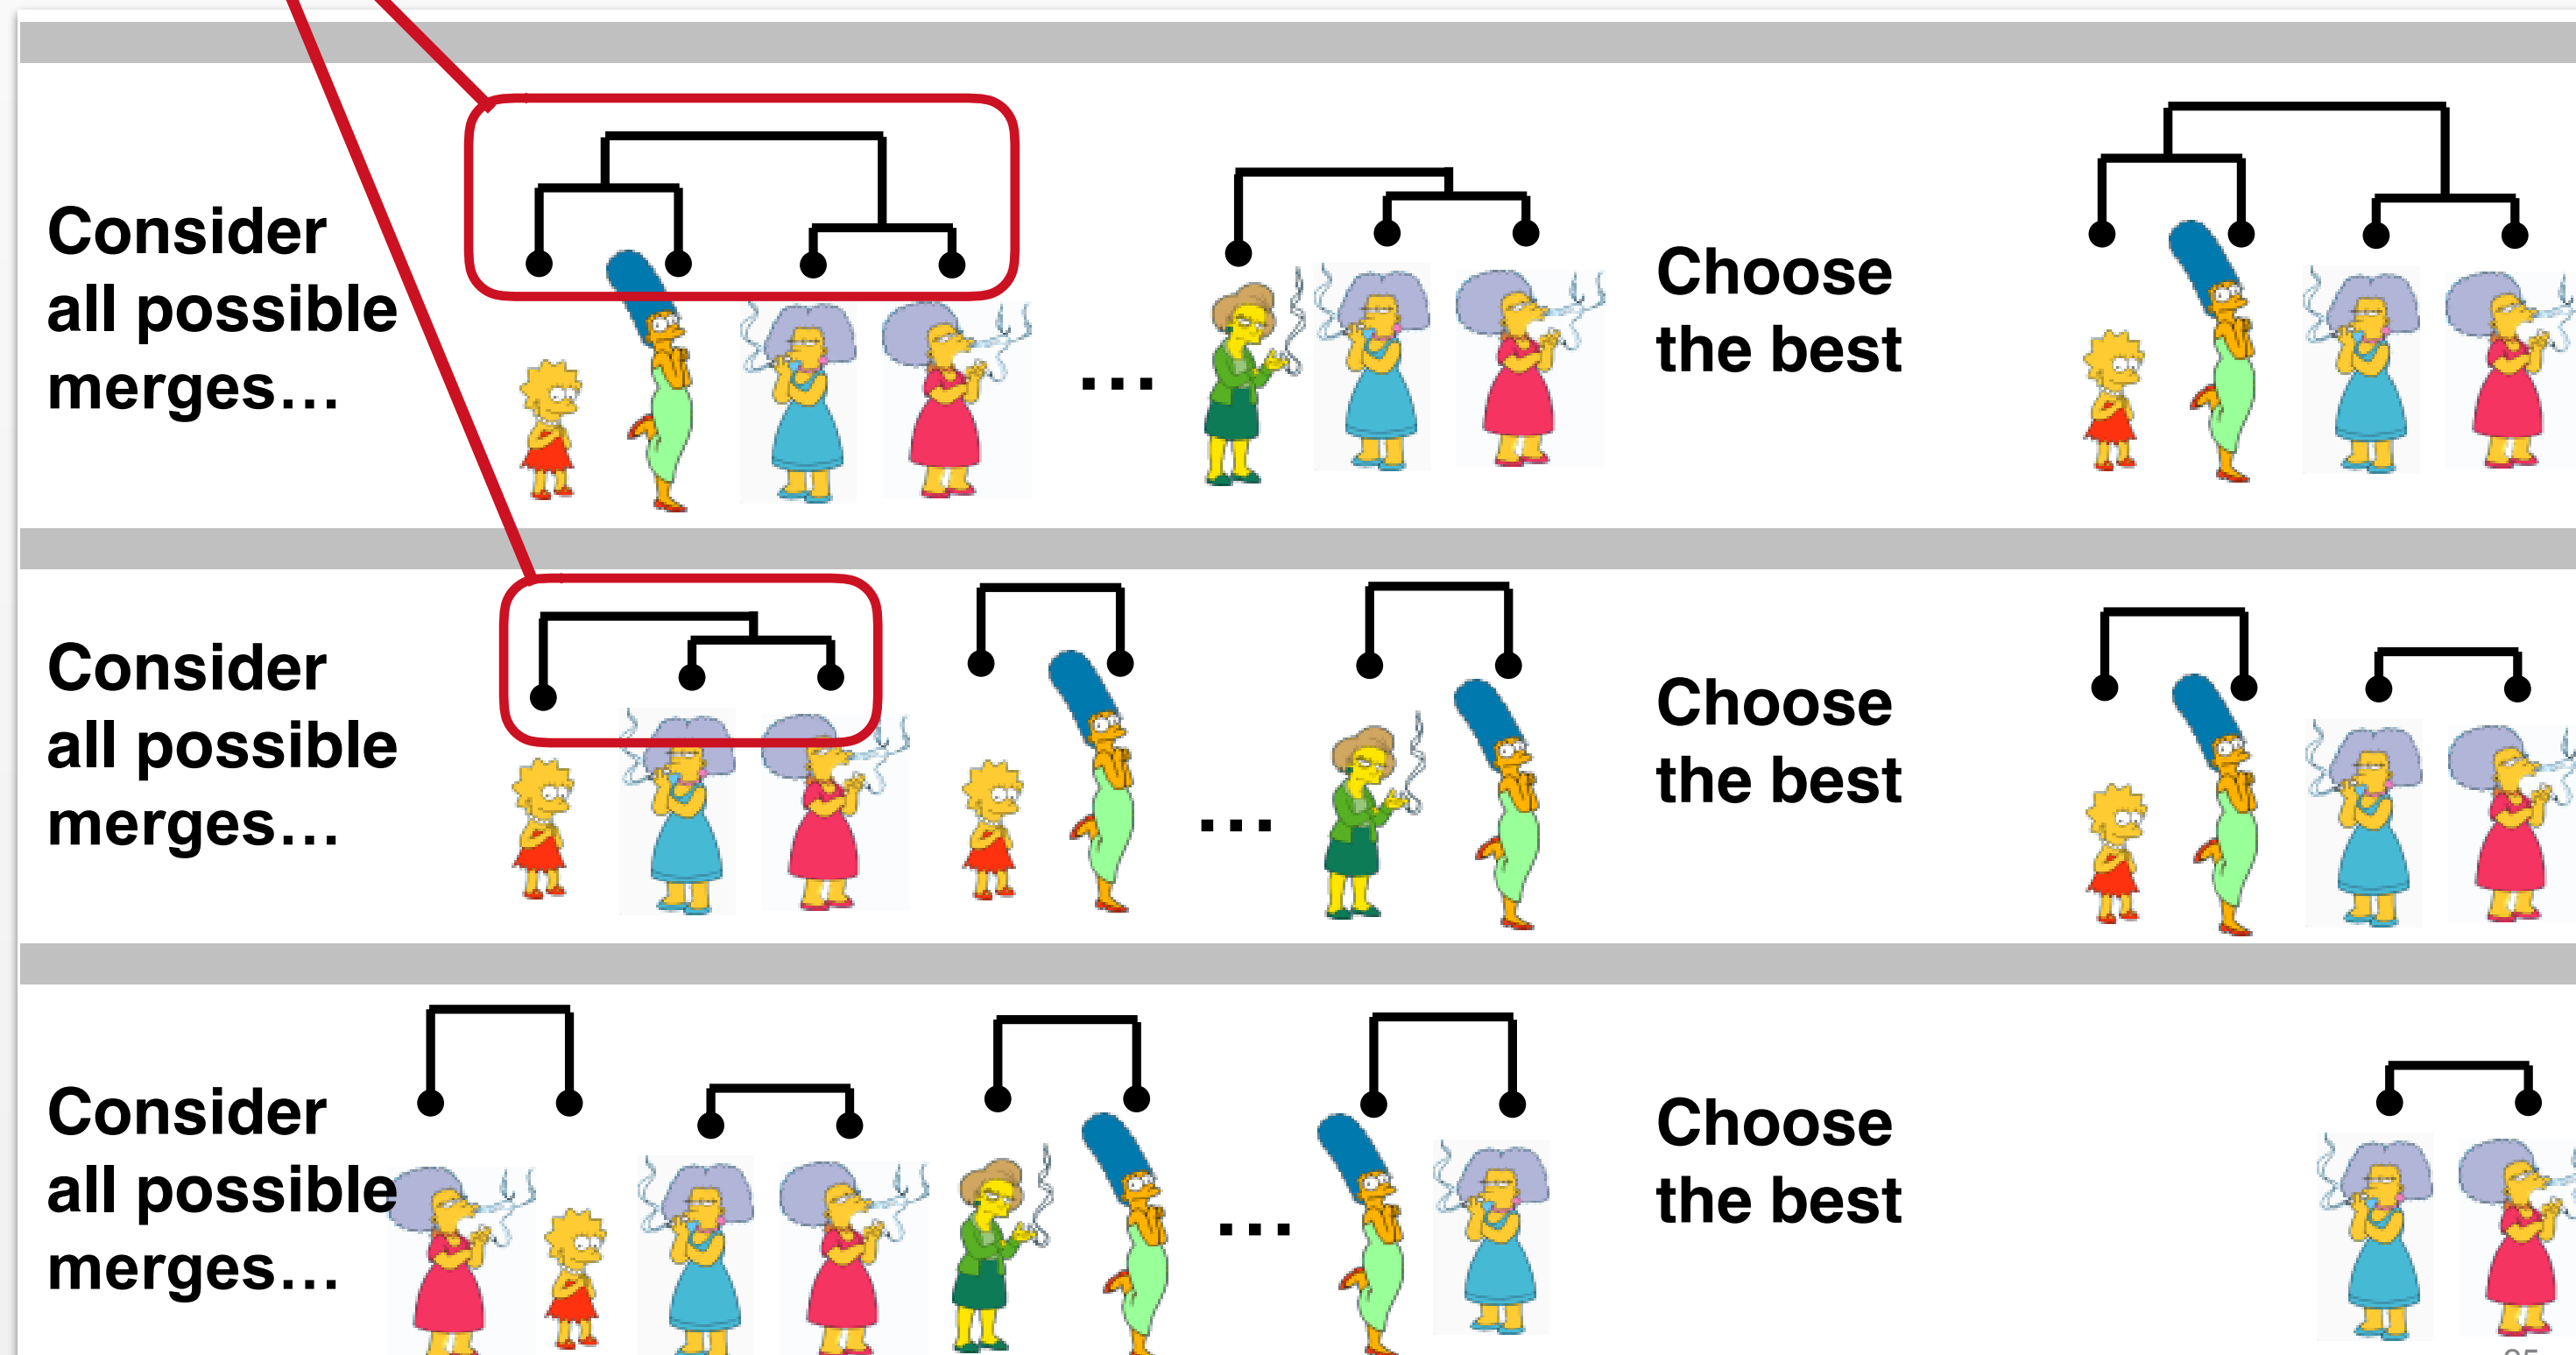 Consider
all possible
merges…
…
Choose
the best
Consider
all possible
merges…
…
Choose
the best
Consider
all possible
merges…
…
Choose
the best